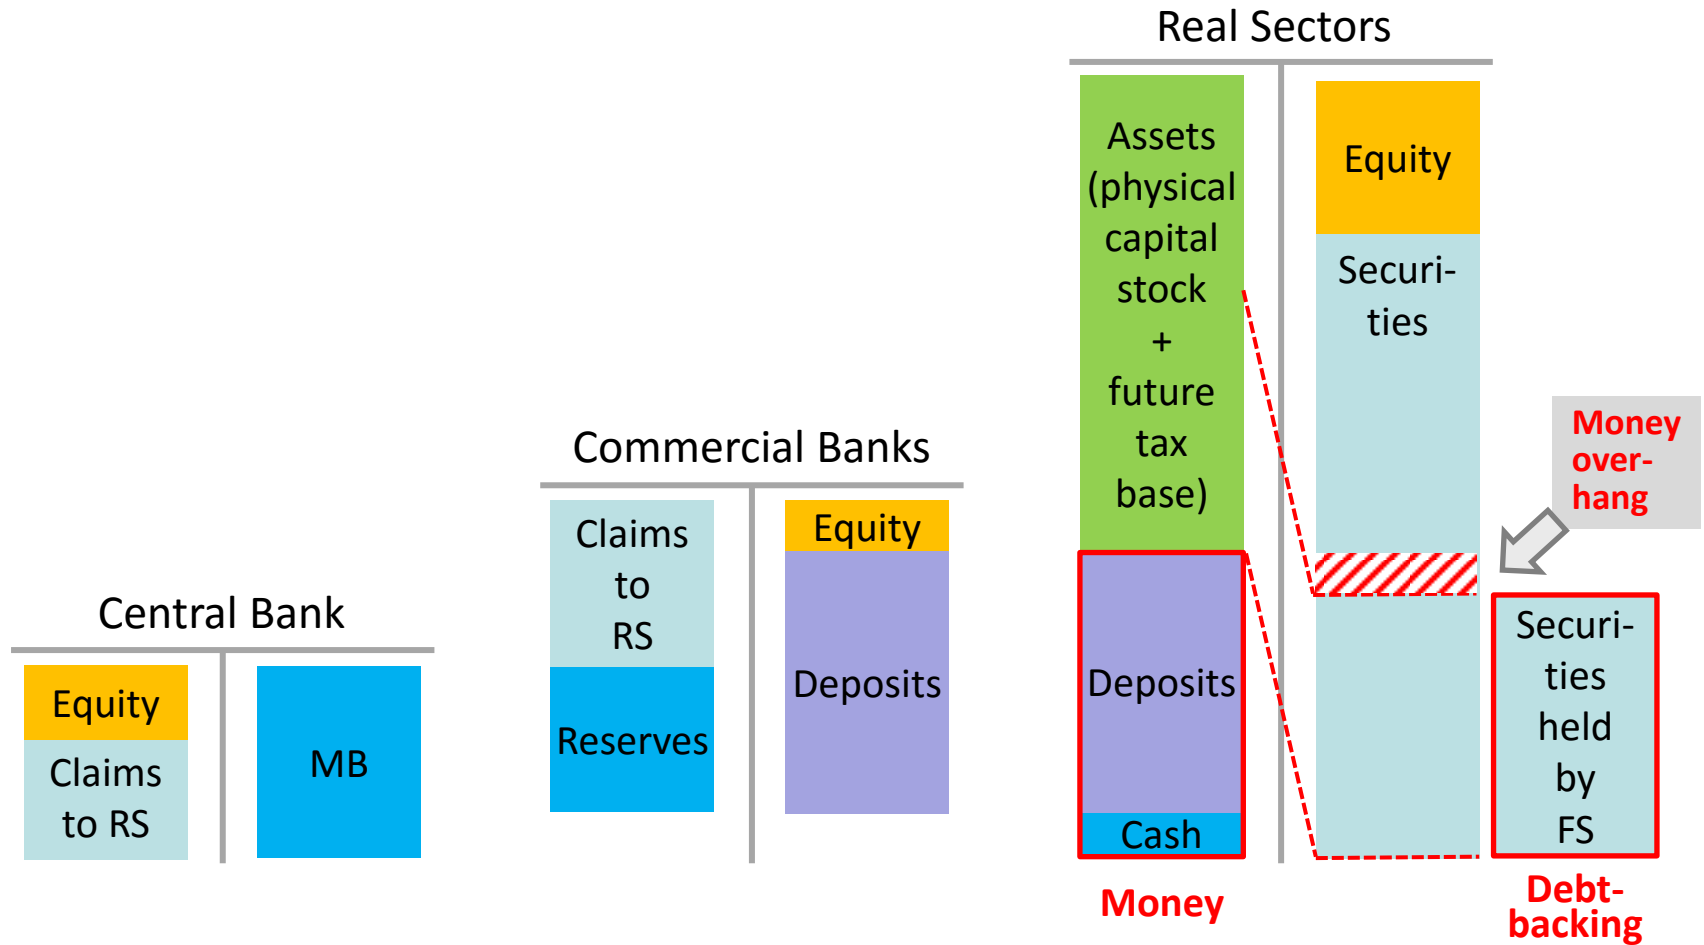 Central Bank
Equity
Claims
to RS
MB
Commercial Banks
Claims
to
RS
Reserves
Equity
Deposits
Real Sectors
Assets
(physical
capital
stock
+
future
tax
base)
Deposits
Cash
Money
Equity
Securi-
ties
Money
over-
hang
Securi-
ties
held
by
FS
Debt-
backing